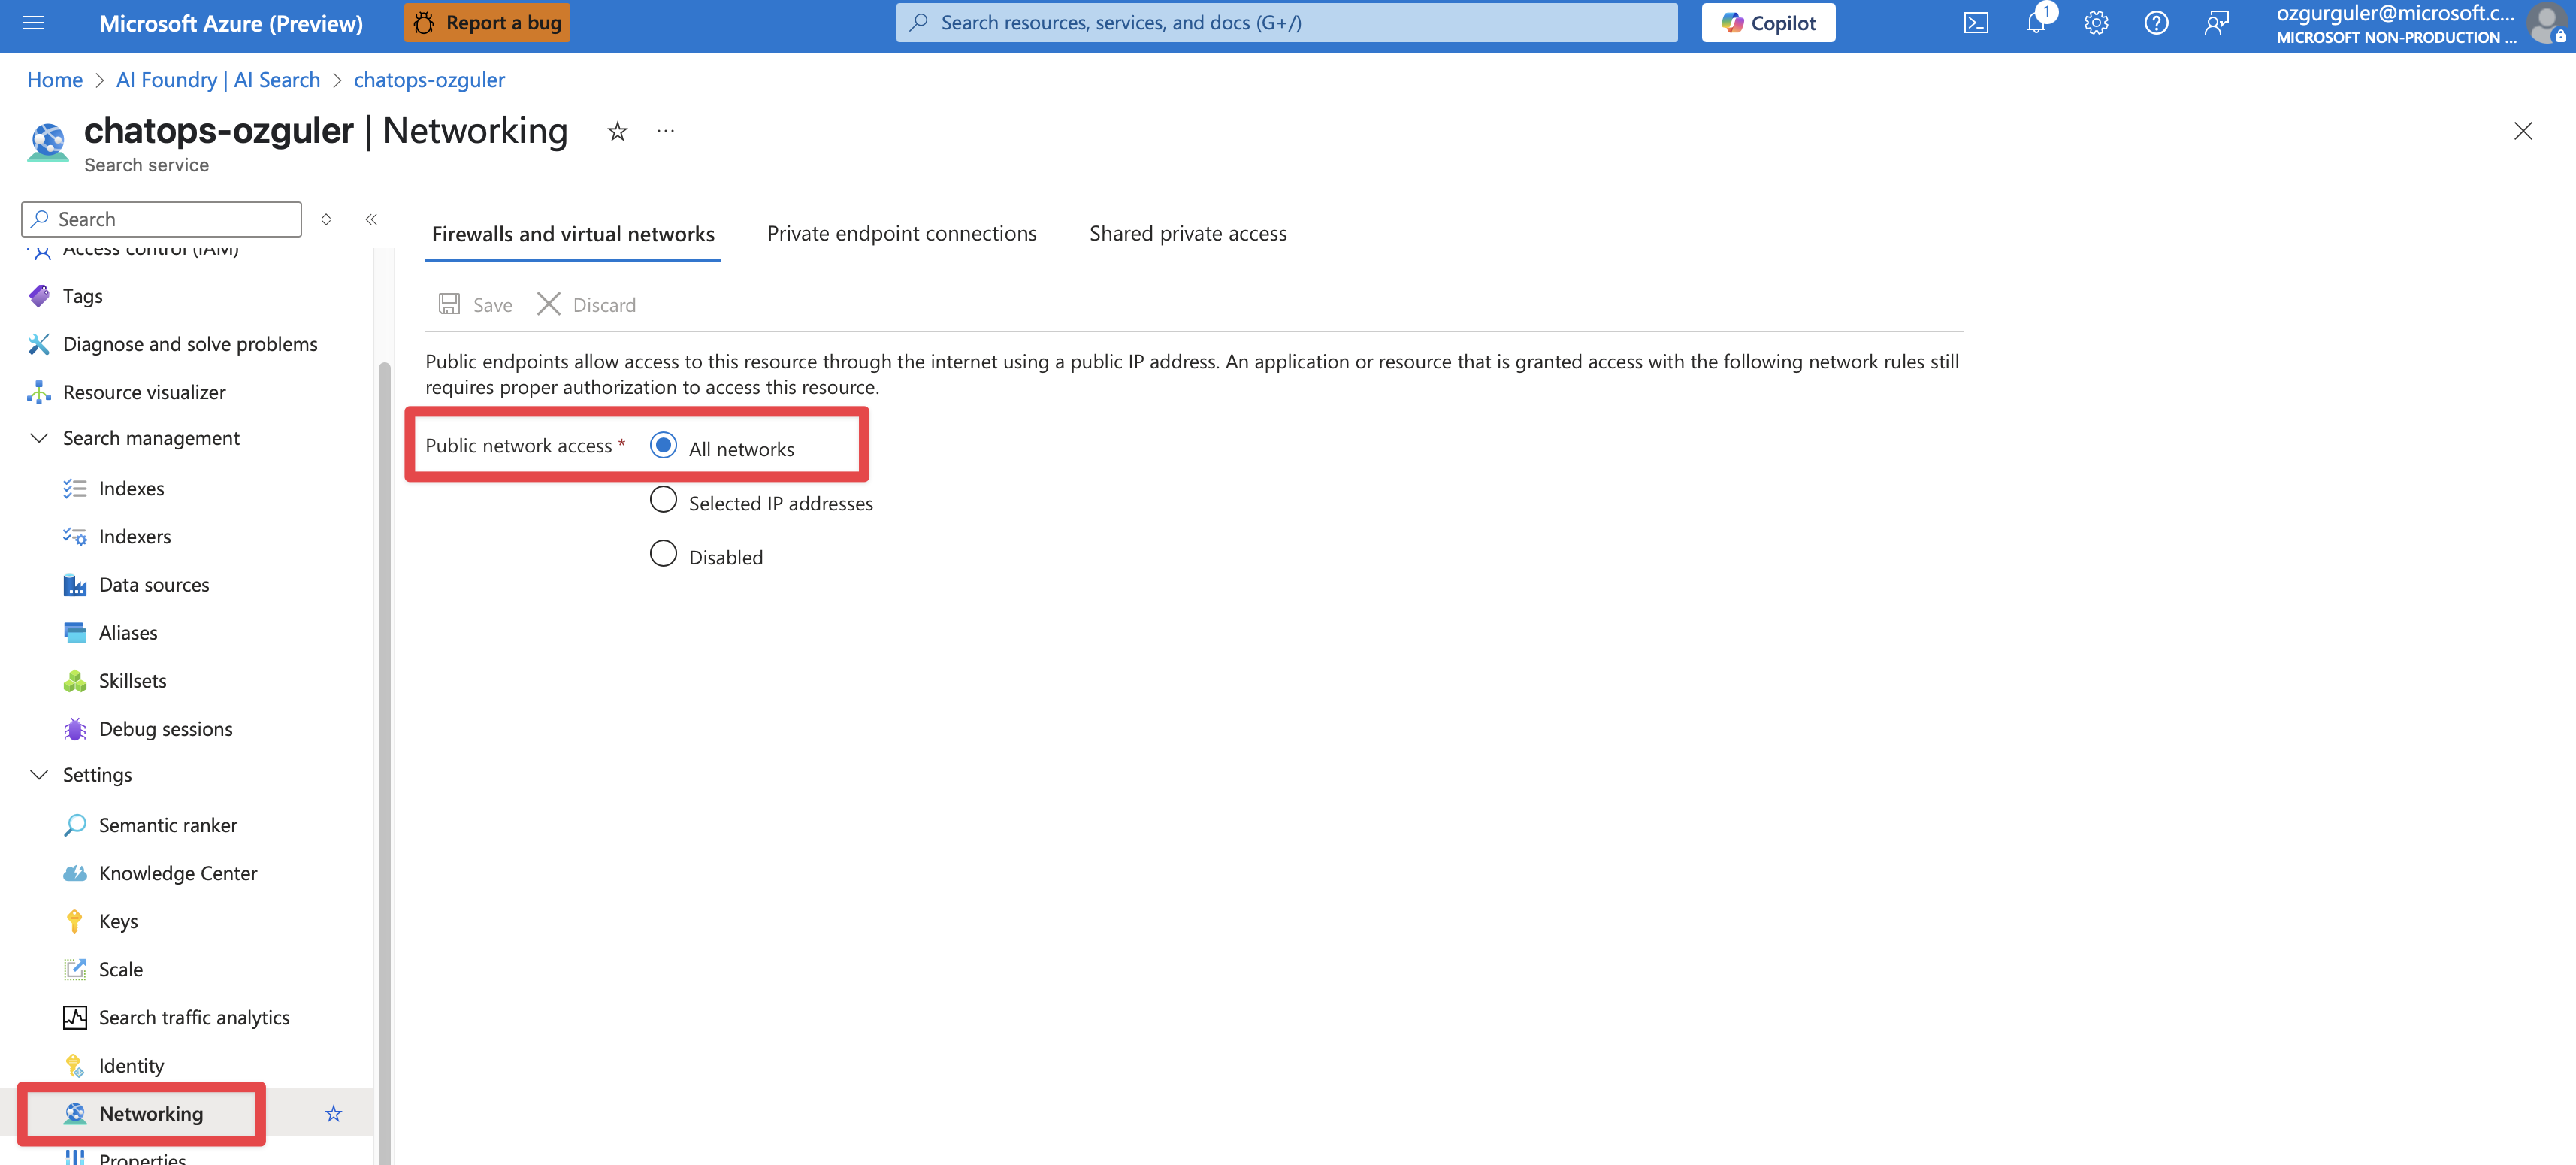 Microsoft Azure (Preview)
Report a bug
Search resources, services, and docs (G+/)
Copilot
1
ozgurguler@microsoft.c...
MICROSOFT NON-PRODUCTION ...
Home > AI Foundry | AI Search > chatops-ozguler
chatops-ozguler | Networking
Search service
Search
Access control (IAM)
Tags
Diagnose and solve problems
Resource visualizer
Search management
Indexes
Indexers
Data sources
Aliases
Skillsets
Debug sessions
Settings
Semantic ranker
Knowledge Center
Keys
Scale
Search traffic analytics
Identity
Networking
Properties
Firewalls and virtual networks
Private endpoint connections
Shared private access
Save
Discard
Public endpoints allow access to this resource through the internet using a public IP address. An application or resource that is granted access with the following network rules still
requires proper authorization to access this resource.
Public network access *
All networks
Selected IP addresses
Disabled